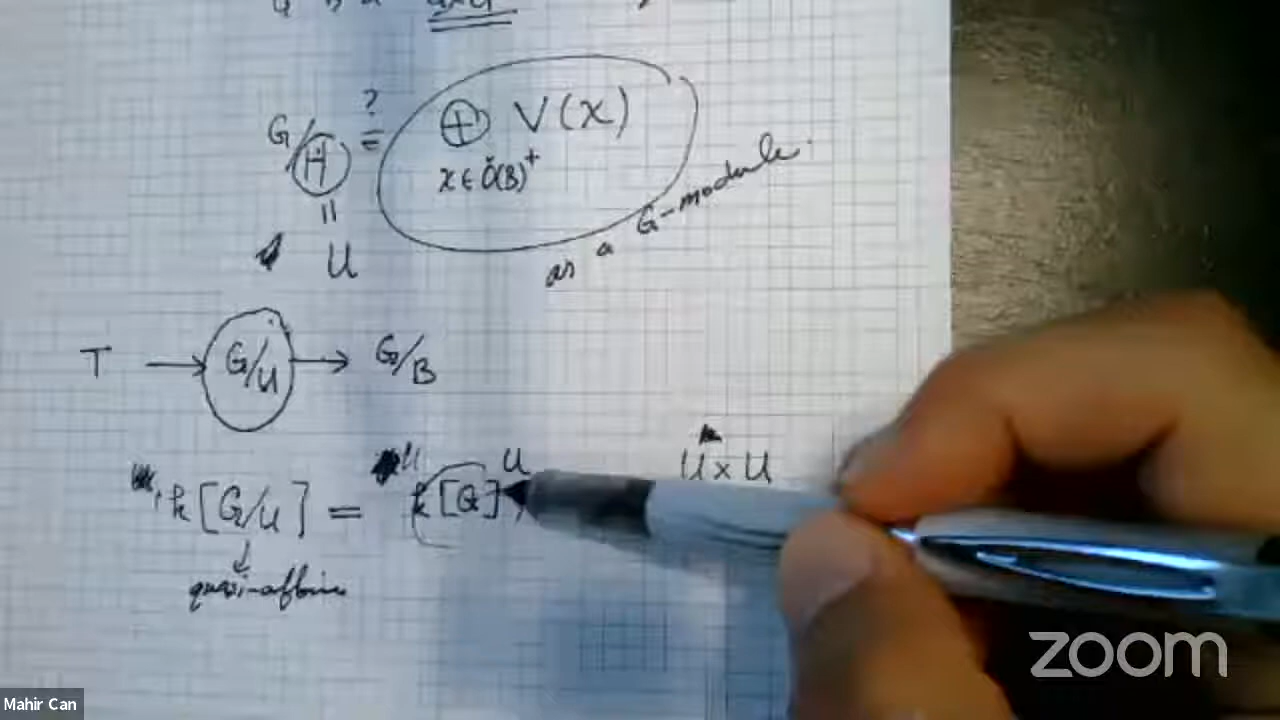 ?
G/H = ⊕ V(χ)
χ ∈ X(B)⁺
as a G-module.
|| U
T → G/U → G/B
k[G/U] = k[G]ᵁ U × U
↓
quasi-affine
zoom
Mahir Can